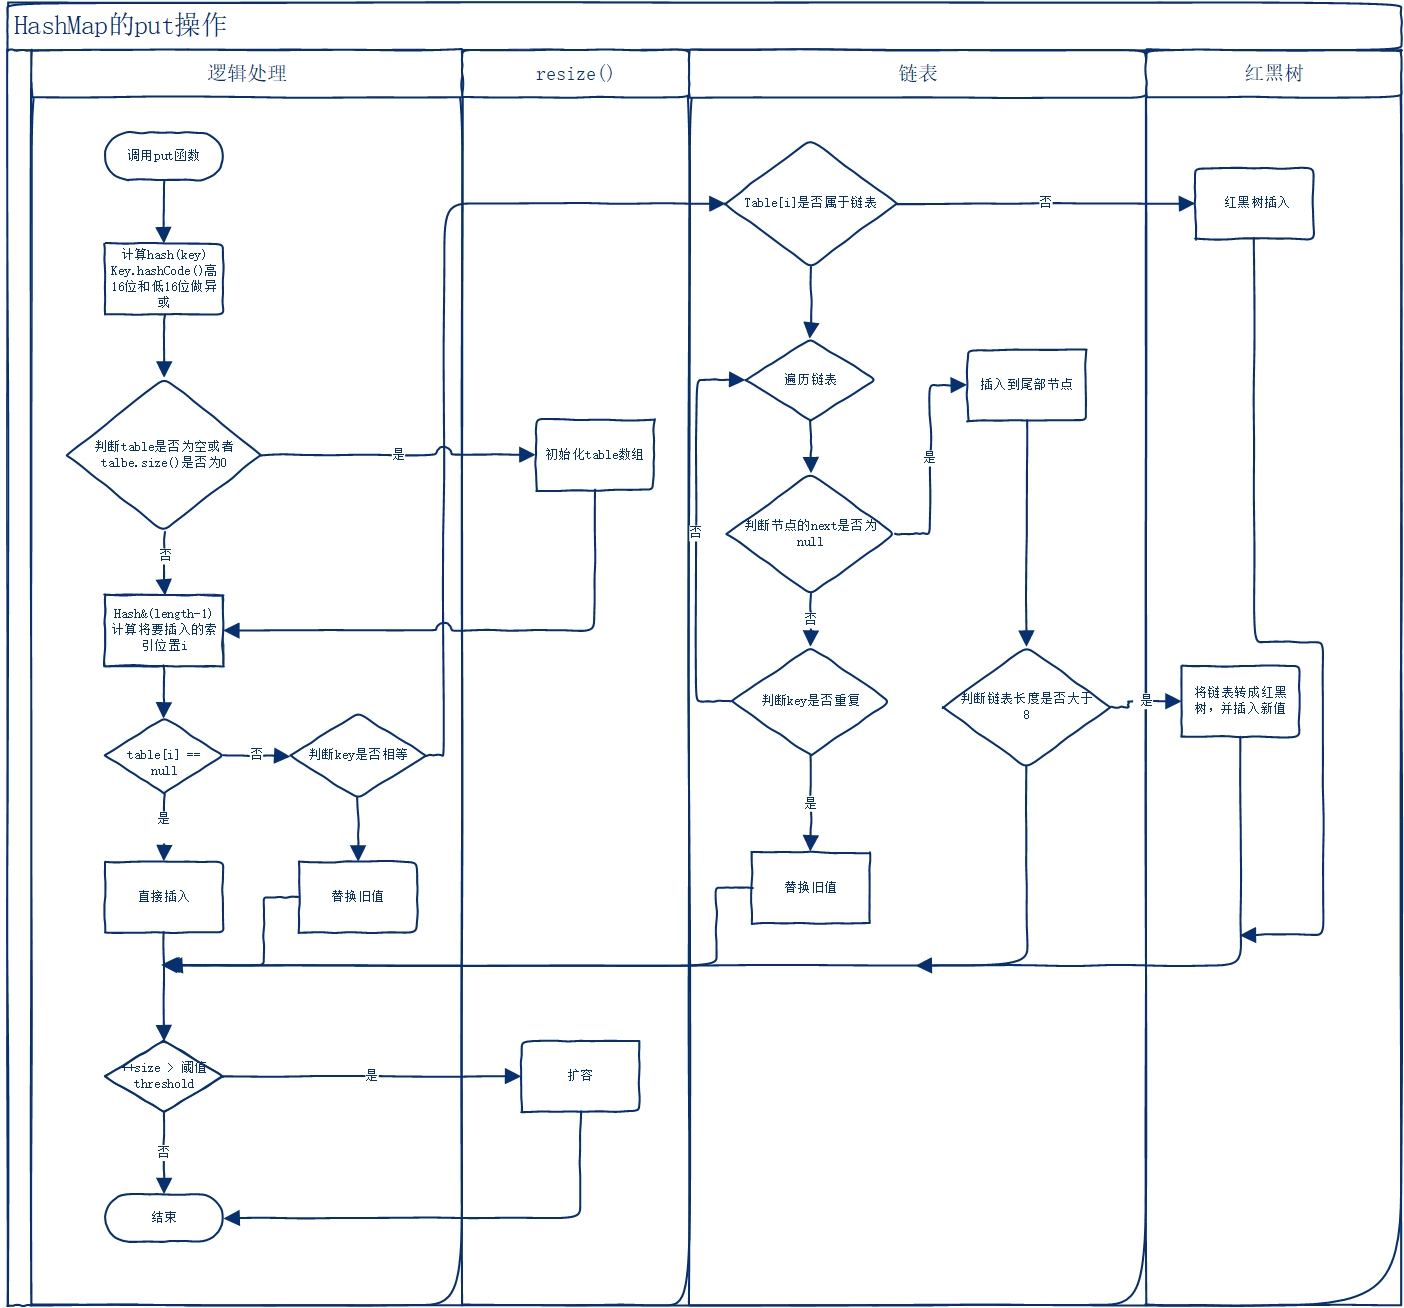 HashMap的put操作
逻辑处理
resize()
链表
红黑树
调用put函数
计算hash(key)
Key.hashCode()高
16位和低16位做异
或
判断table是否为空或者
talbe.size()是否为0
是
初始化table数组
否
Hash&(length-1)
计算将要插入的索
引位置i
table[i] ==
null
否
判断key是否相等
是
直接插入
替换旧值
++size > 阈值
threshold
是
扩容
否
结束
Table[i]是否属于链表
否
红黑树插入
遍历链表
插入到尾部节点
是
判断节点的next是否为
null
否
否
判断key是否重复
判断链表长度是否大于
8
是
将链表转成红黑
树，并插入新值
是
替换旧值